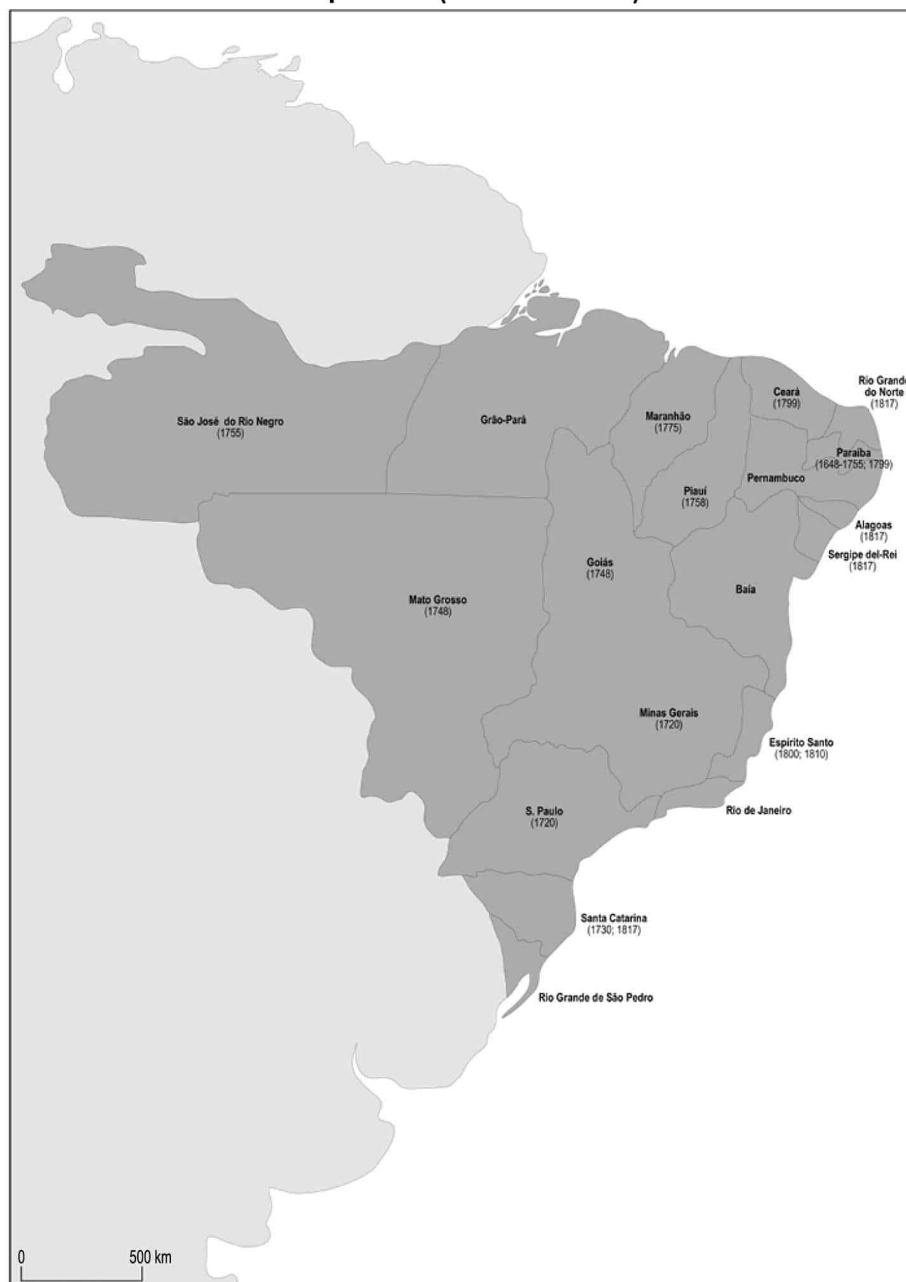 Rio Grande
do Norte
(1817)
Ceará
(1799)
Maranhão
(1775)
São José do Rio Negro
(1755)
Grão-Pará
Paraíba
(1648-1755; 1799)
Pernambuco
Piauí
(1758)
Alagoas
(1817)
Sergipe del-Rei
(1817)
Goiás
(1748)
Baía
Mato Grosso
(1748)
Minas Gerais
(1720)
Espírito Santo
(1800; 1810)
Rio de Janeiro
S. Paulo
(1720)
Santa Catarina
(1730; 1817)
Rio Grande de São Pedro
0 500 km